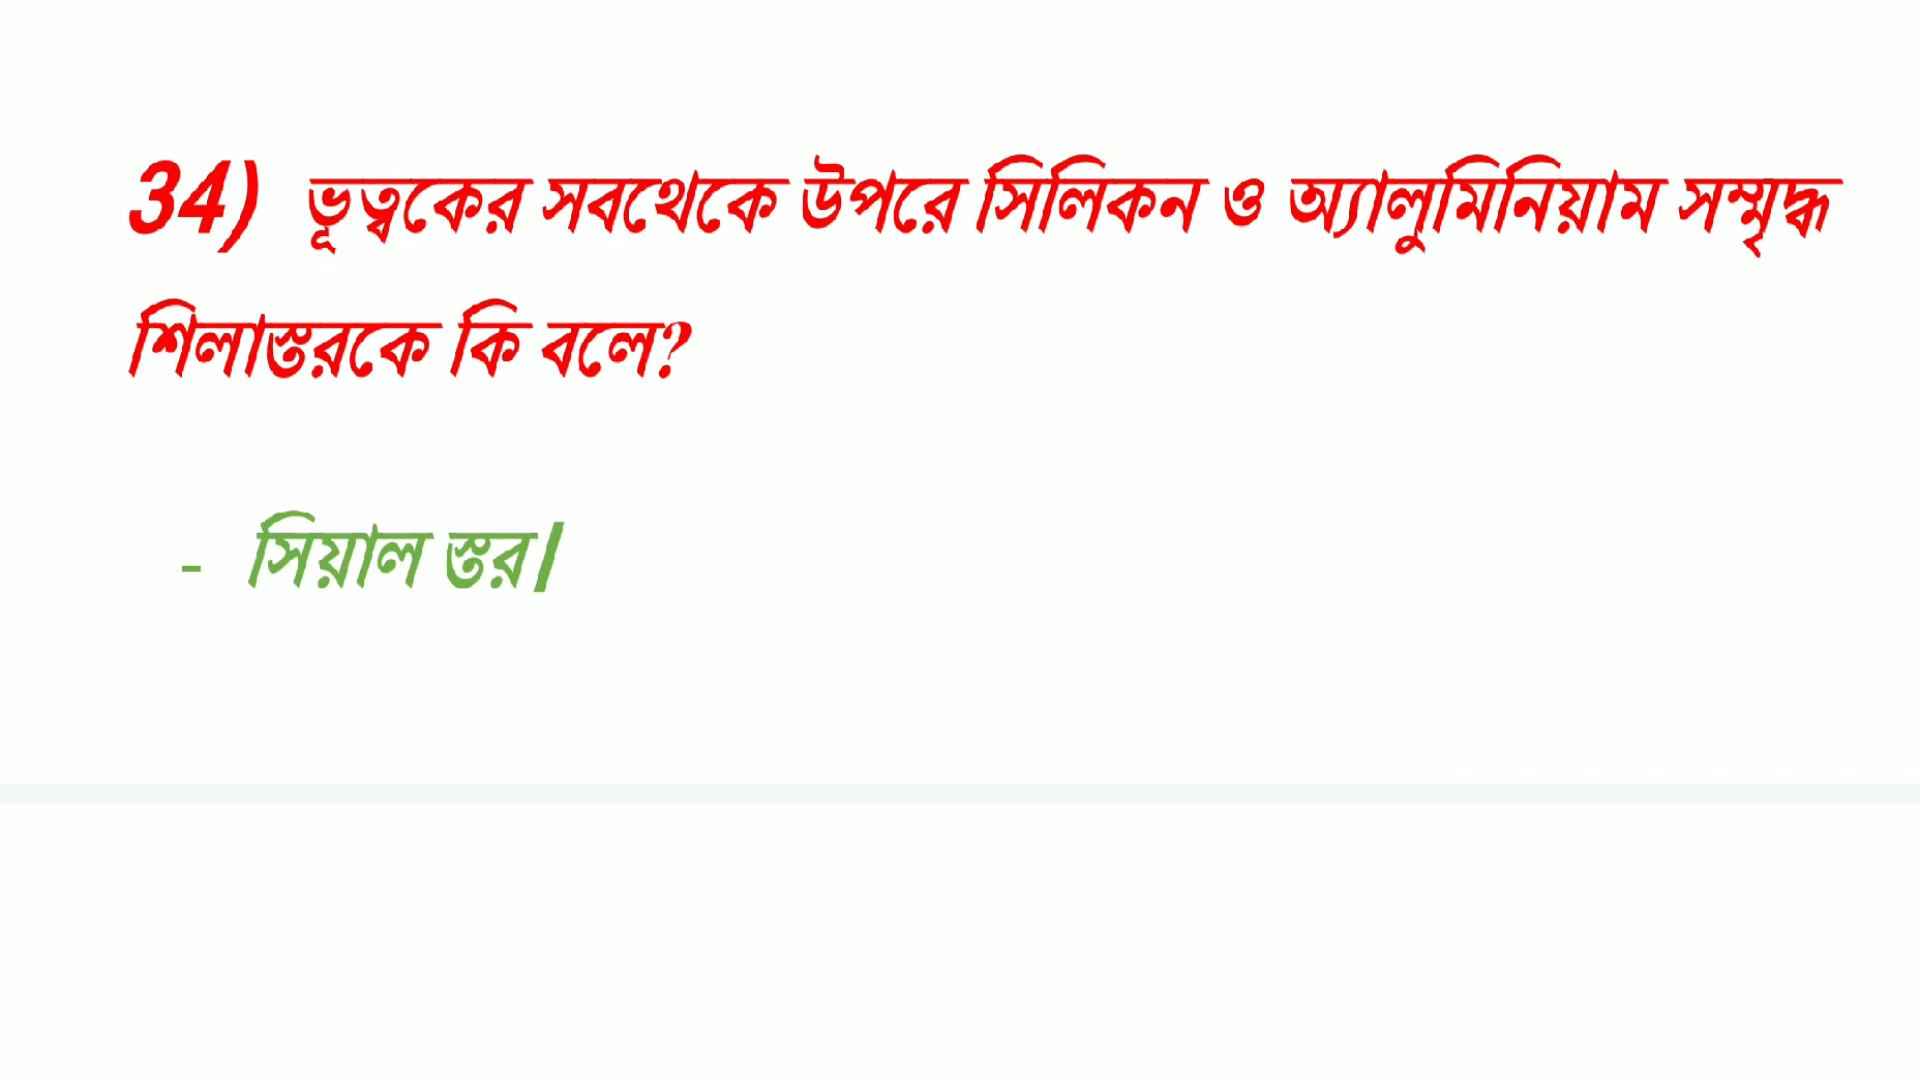 34) ভূত্বকের সবথেকে উপরে সিলিকন ও অ্যালুমিনিয়াম সম্মৃদ্ধ
শিলাস্তরকে কি বলে?
- সিয়াল স্তর।